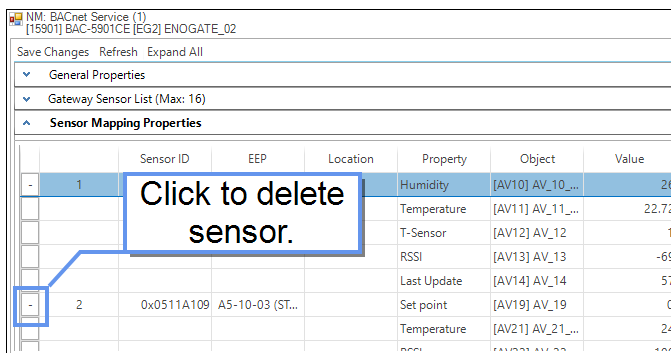 NM: BACnet Service (1)
[15901] BAC-5901CE [EG2] ENOGATE_02
Save Changes Refresh Expand All
General Properties
Gateway Sensor List (Max: 16)
Sensor Mapping Properties
Sensor ID EEP Location Property Object Value
- 1 Humidity [AV10] AV_10_... 26
Click to delete
sensor.
Temperature [AV11] AV_11_... 22.72
T-Sensor [AV12] AV_12 1
RSSI [AV13] AV_13 -69
Last Update [AV14] AV_14 57
- 2 0x0511A109 A5-10-03 (ST... Set point [AV19] AV_19 0
Temperature [AV21] AV_21_... 24